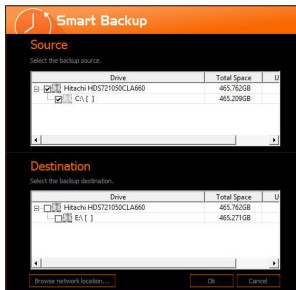 Smart Backup
Source
Select the backup source.
Drive Total Space U
Hitachi HDS721050CLA660 465.762GB
C:\ [ ] 465.209GB
Destination
Select the backup destination.
Drive Total Space U
Hitachi HDS721050CLA660 465.762GB
E:\ [ ] 465.271GB
Browse network location.... Ok Cancel